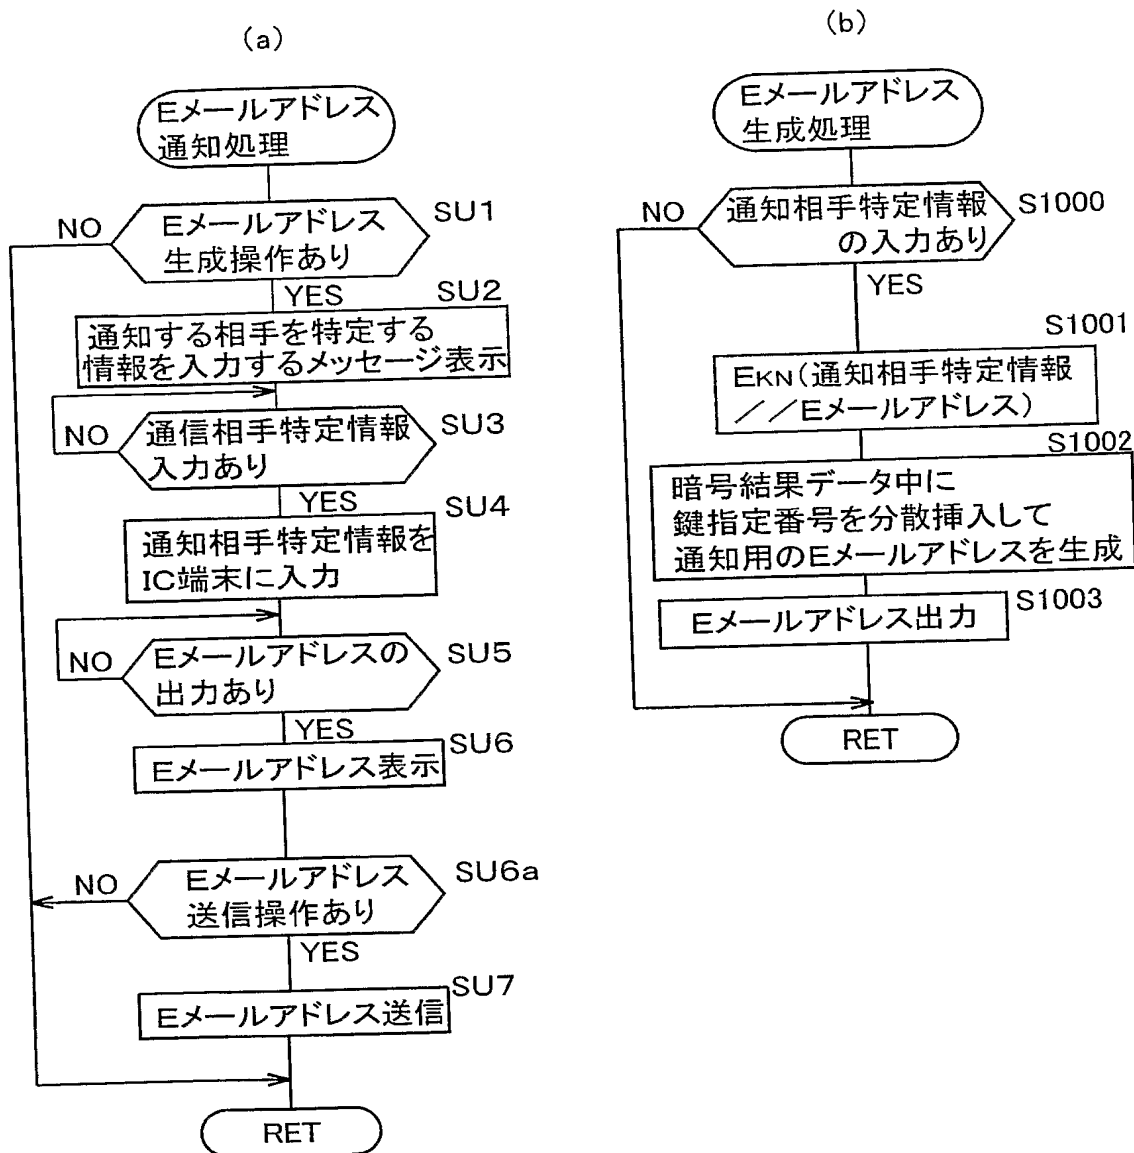 (a)
Eメールアドレス
通知処理
NO
Eメールアドレス
生成操作あり
SU1
YES
SU2
通知する相手を特定する
情報を入力するメッセージ表示
NO
通信相手特定情報
入力あり
SU3
YES
SU4
通知相手特定情報を
IC端末に入力
NO
Eメールアドレスの
出力あり
SU5
YES
SU6
Eメールアドレス表示
NO
Eメールアドレス
送信操作あり
SU6a
YES
SU7
Eメールアドレス送信
RET
(b)
Eメールアドレス
生成処理
NO
通知相手特定情報
の入力あり
S1000
YES
S1001
EKN(通知相手特定情報
//Eメールアドレス)
S1002
暗号結果データ中に
鍵指定番号を分散挿入して
通知用のEメールアドレスを生成
S1003
Eメールアドレス出力
RET